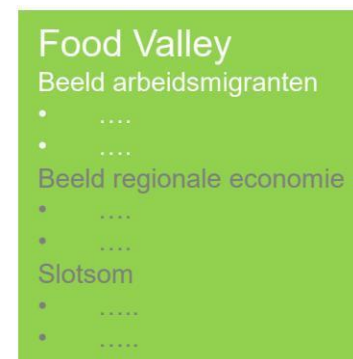 Food Valley
Beeld arbeidsmigranten
• ....
• ....
Beeld regionale economie
• ....
• ....
Slotsom
• .....
• .....